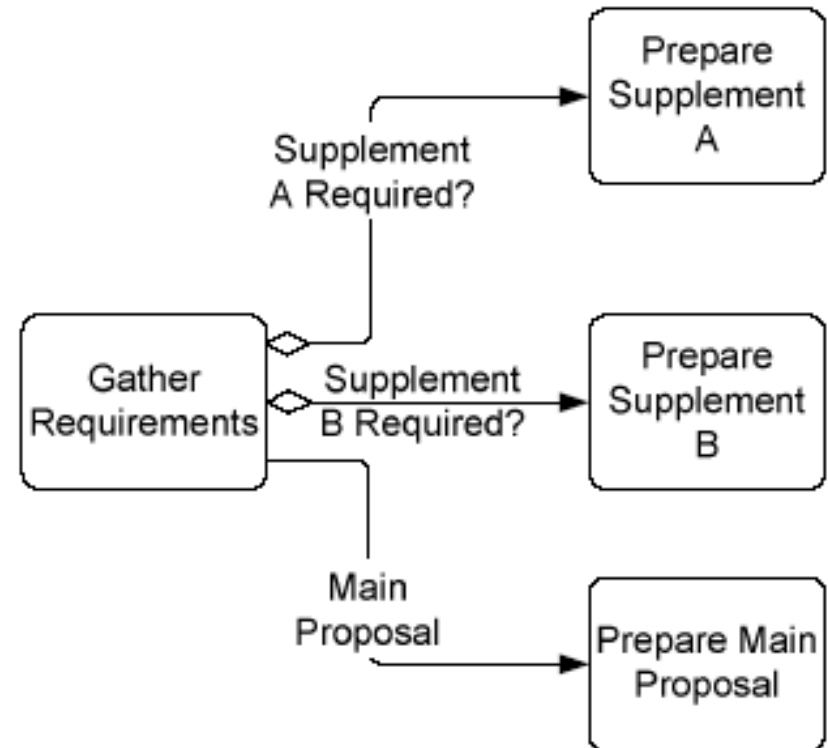 Prepare
Supplement
A
Supplement
A Required?
Gather
Requirements
Supplement
B Required?
Prepare
Supplement
B
Main
Proposal
Prepare Main
Proposal